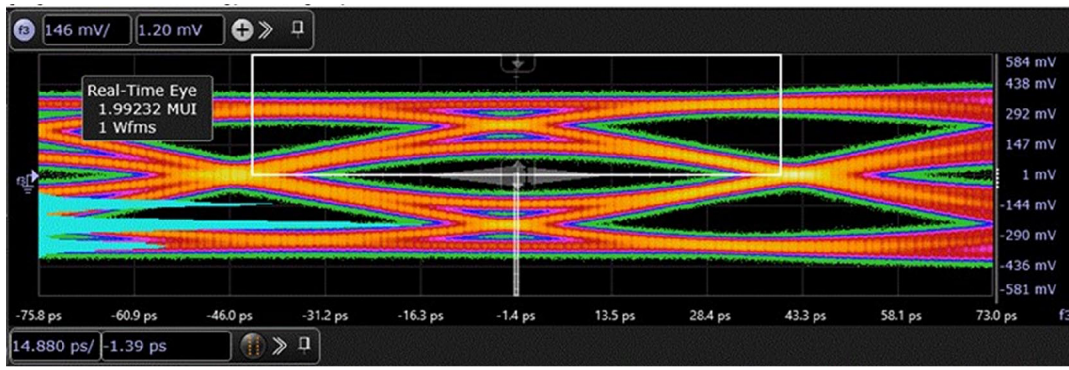 f3 146 mV/ 1.20 mV
584 mV
Real-Time Eye
1.99232 MUI
1 Wfms
438 mV
292 mV
147 mV
f3
1 mV
-144 mV
-290 mV
-436 mV
-581 mV
-75.8 ps -60.9 ps -46.0 ps -31.2 ps -16.3 ps -1.4 ps 13.5 ps 28.4 ps 43.3 ps 58.1 ps 73.0 ps f3
14.880 ps/ -1.39 ps